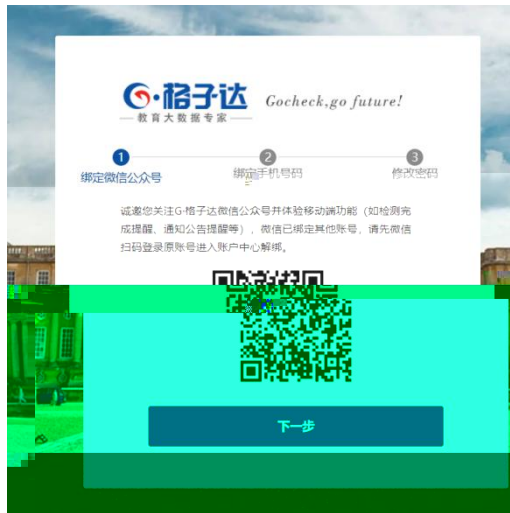 G·格子达
教育大数据专家
Gocheck,go future!
1
2
3
绑定微信公众号
绑定手机号码
修改密码
诚邀您关注G-格子达微信公众号并体验移动端功能（如检测完
成提醒、通知公告提醒等），微信已绑定其他账号，请先微信
扫码登录原账号进入账户中心解绑。
下一步